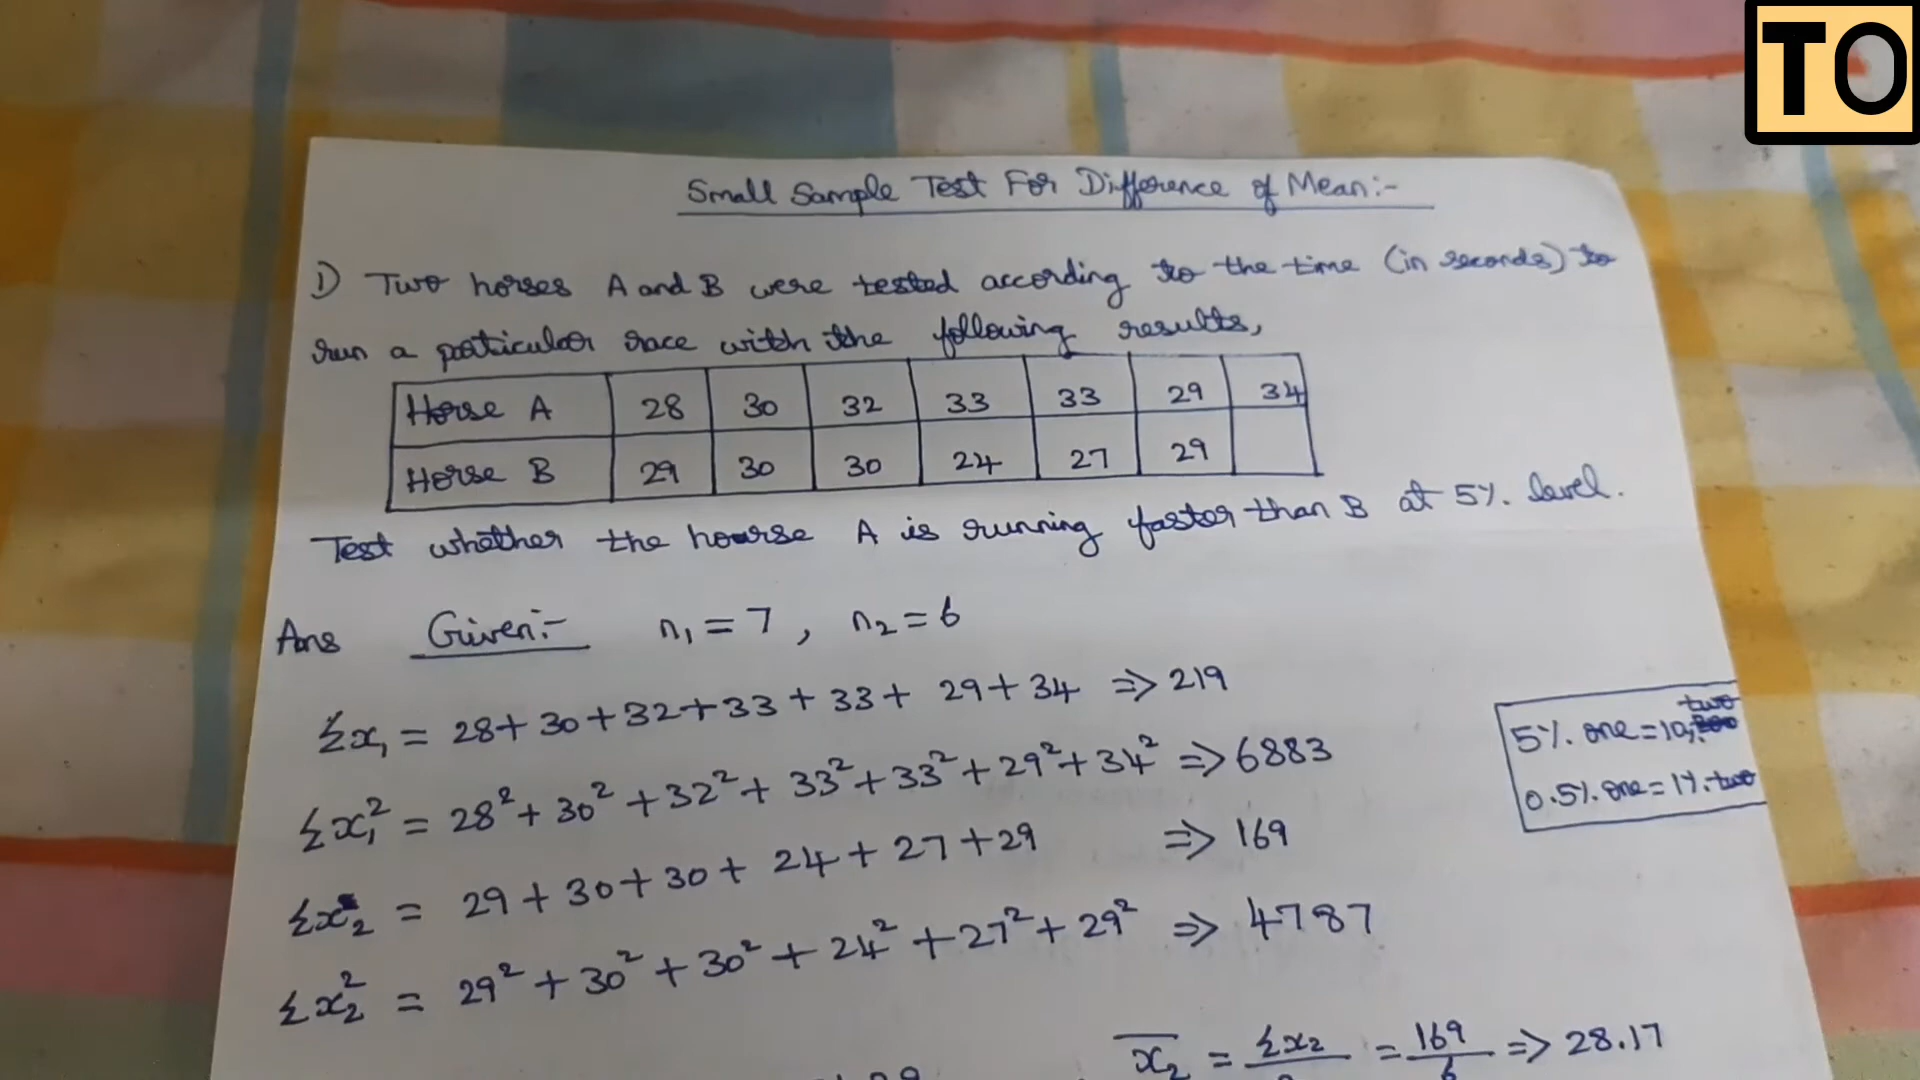 TO
Small Sample Test For Difference of Mean:-
1) Two horses A and B were tested according to the time (in seconds) to
run a particular race with the following results,
Horse A 28 30 32 33 33 29 34
Horse B 29 30 30 24 27 29
Test whether the hourse A is running faster than B at 5%. level.
Ans Given:- n₁ = 7, n₂ = 6
Σx₁ = 28+30+32+33+33+29+34 => 219
Σx₁² = 28²+30²+32²+33²+33²+29²+34² => 6883
two
5%. one = 10%.
0.5%. one = 1%. two
Σx₂ = 29+30+30+24+27+29 => 169
Σx₂² = 29²+30²+30²+24²+27²+29² => 4787
x̄₂ = Σx₂ = 169/6 => 28.17